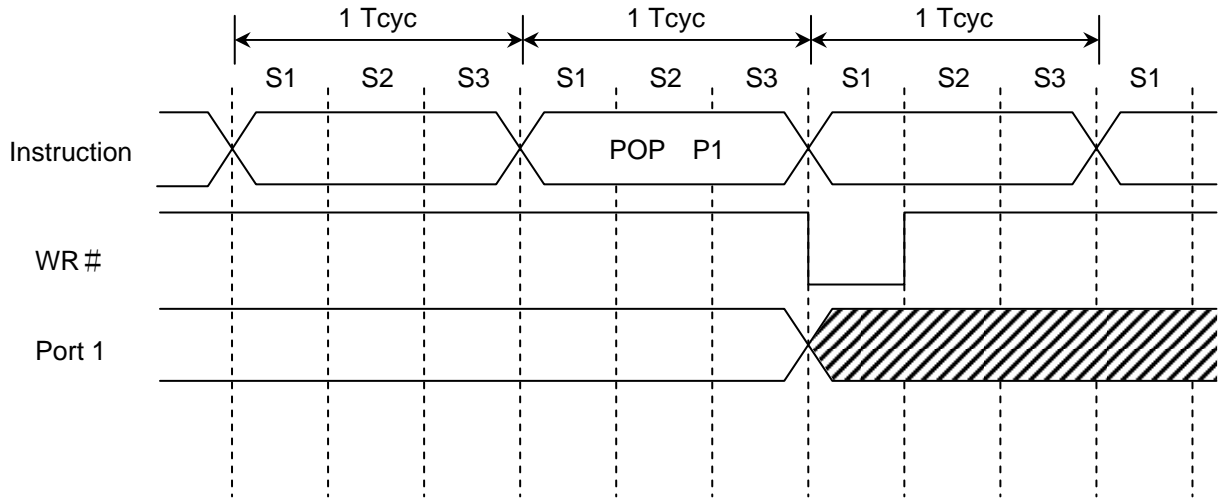 1 Tcyc 1 Tcyc 1 Tcyc
S1 S2 S3 S1 S2 S3 S1 S2 S3 S1
Instruction POP P1
WR#
Port 1